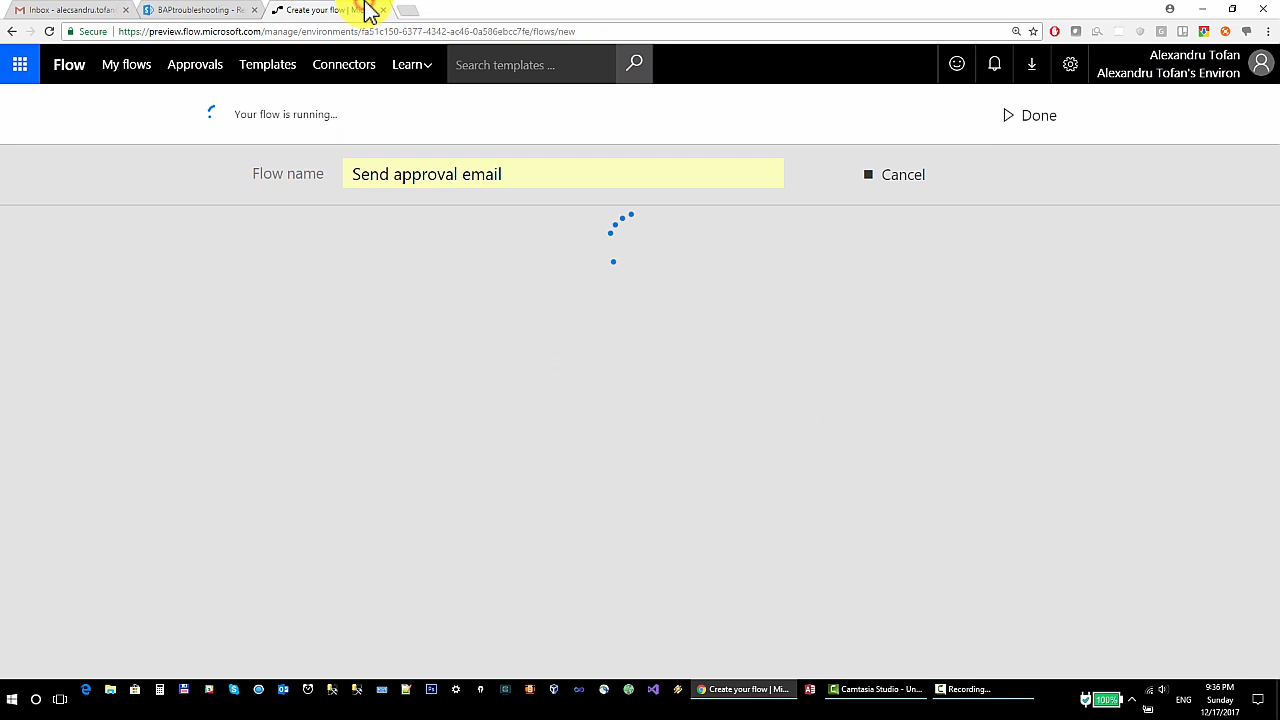 Inbox - alecsandru.tofan
BAPtroubleshooting - Re
Create your flow | Mic
Secure
https://preview.flow.microsoft.com/manage/environments/fa51c150-6377-4342-ac46-0a586ebcc7fe/flows/new
Flow
My flows
Approvals
Templates
Connectors
Learn
Search templates ...
Alexandru Tofan
Alexandru Tofan's Environ
Your flow is running...
Done
Flow name
Send approval email
Cancel
Create your flow | Mi...
Camtasia Studio - Un...
Recording...
100%
ENG
9:36 PM
Sunday
12/17/2017